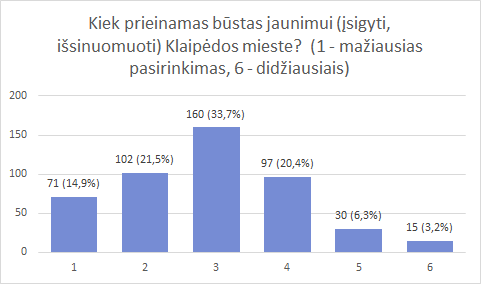 Kiek prieinamas būstas jaunimui (įsigyti,
išsinuomuoti) Klaipėdos mieste?  (1 - mažiausias
pasirinkimas, 6 - didžiausiais)
200
150
100
50
0
71 (14,9%)
102 (21,5%)
160 (33,7%)
97 (20,4%)
30 (6,3%)
15 (3,2%)
1 2 3 4 5 6